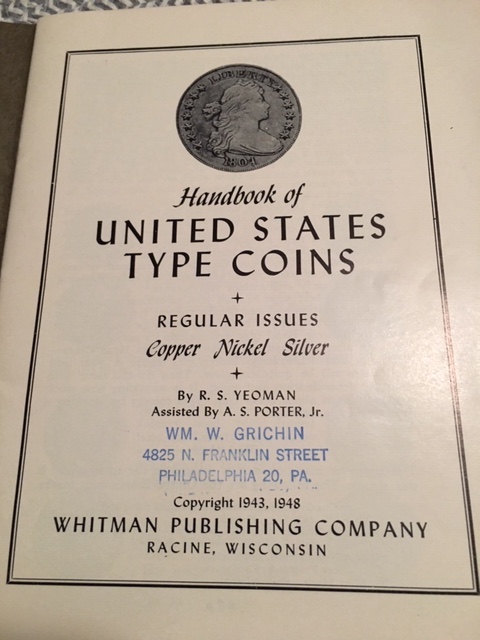 LIBERTY
1804
Handbook of
UNITED STATES
TYPE COINS
REGULAR ISSUES
Copper Nickel Silver
By R. S. YEOMAN
Assisted By A. S. PORTER, Jr.
WM. W. GRICHIN
4825 N. FRANKLIN STREET
PHILADELPHIA 20, PA.
Copyright 1943, 1948
WHITMAN PUBLISHING COMPANY
RACINE, WISCONSIN